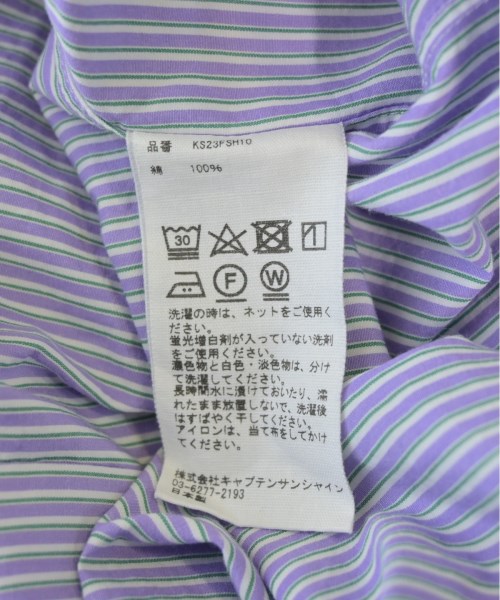 品番 KS23FSH10
綿 100%
30
F W
洗濯の時は、ネットをご使用く
ださい。
蛍光増白剤が入っていない洗剤
をご使用ください。
濃色物と白色・淡色物は、分け
て洗濯してください。
長時間水に漬けておいたり、濡
れたまま放置しないで、洗濯後
はすばやく干してください。
アイロンは、当て布をしてかけ
てください。
株式会社キャプテンサンシャイン
03-6277-2193
日本製